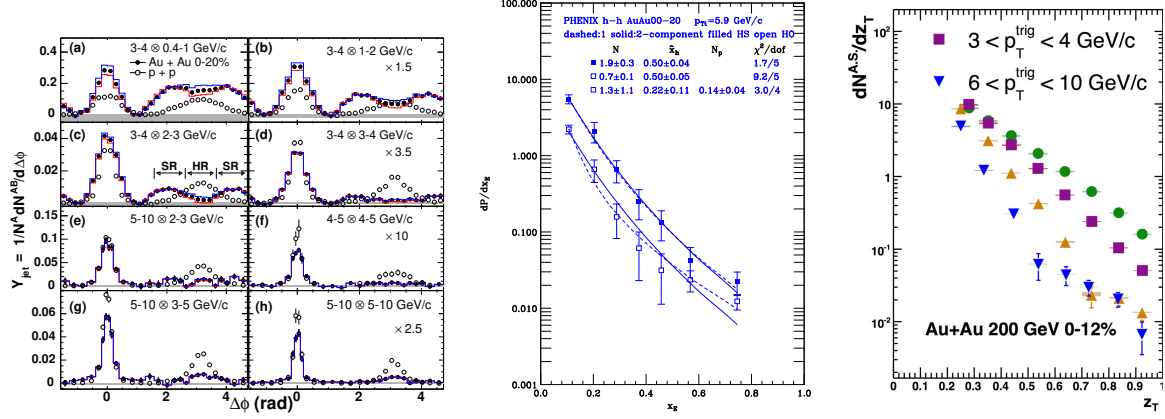 Y_jet = 1/N^A dN^AB/dΔφ
(a) 3-4 ⊗ 0.4-1 GeV/c
Au + Au 0-20%
p + p
(b) 3-4 ⊗ 1-2 GeV/c
×1.5
0.4
0.2
0
(c) 3-4 ⊗ 2-3 GeV/c
SR HR SR
(d) 3-4 ⊗ 3-4 GeV/c
×3.5
0.04
0.02
0
(e) 5-10 ⊗ 2-3 GeV/c
(f) 4-5 ⊗ 4-5 GeV/c
×10
0.15
0.10
0.05
0
(g) 5-10 ⊗ 3-5 GeV/c
(h) 5-10 ⊗ 5-10 GeV/c
×2.5
0.06
0.04
0.02
0
0 2 4 0 2 4
Δφ (rad)
dP/dx_E
PHENIX h-h AuAu00-20 p_Tt=5.9 GeV/c
dashed:1 solid:2-component filled HS open HO
N x̂_h N_p χ²/dof
1.9±0.3 0.50±0.04 1.7/5
0.7±0.1 0.50±0.05 9.2/5
1.3±1.1 0.22±0.11 0.14±0.04 3.0/4
10.000
1.000
0.100
0.010
0.001
0.0 0.2 0.4 0.6 0.8 1.0
x_E
dN^A.S/dz_T
3 < p_T^trig < 4 GeV/c
6 < p_T^trig < 10 GeV/c
10²
10
1
10⁻¹
10⁻²
Au+Au 200 GeV 0-12%
0 0.1 0.2 0.3 0.4 0.5 0.6 0.7 0.8 0.9 1
z_T